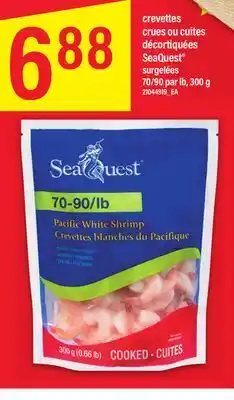 6 88
crevettes
crues ou cuites
décortiquées
SeaQuest®
surgelées
70/90 par lb, 300 g
21044919_EA
SeaQuest™
70-90/lb
Pacific White Shrimp
Crevettes blanches du Pacifique
300 g (0.66 lb)
COOKED • CUITES